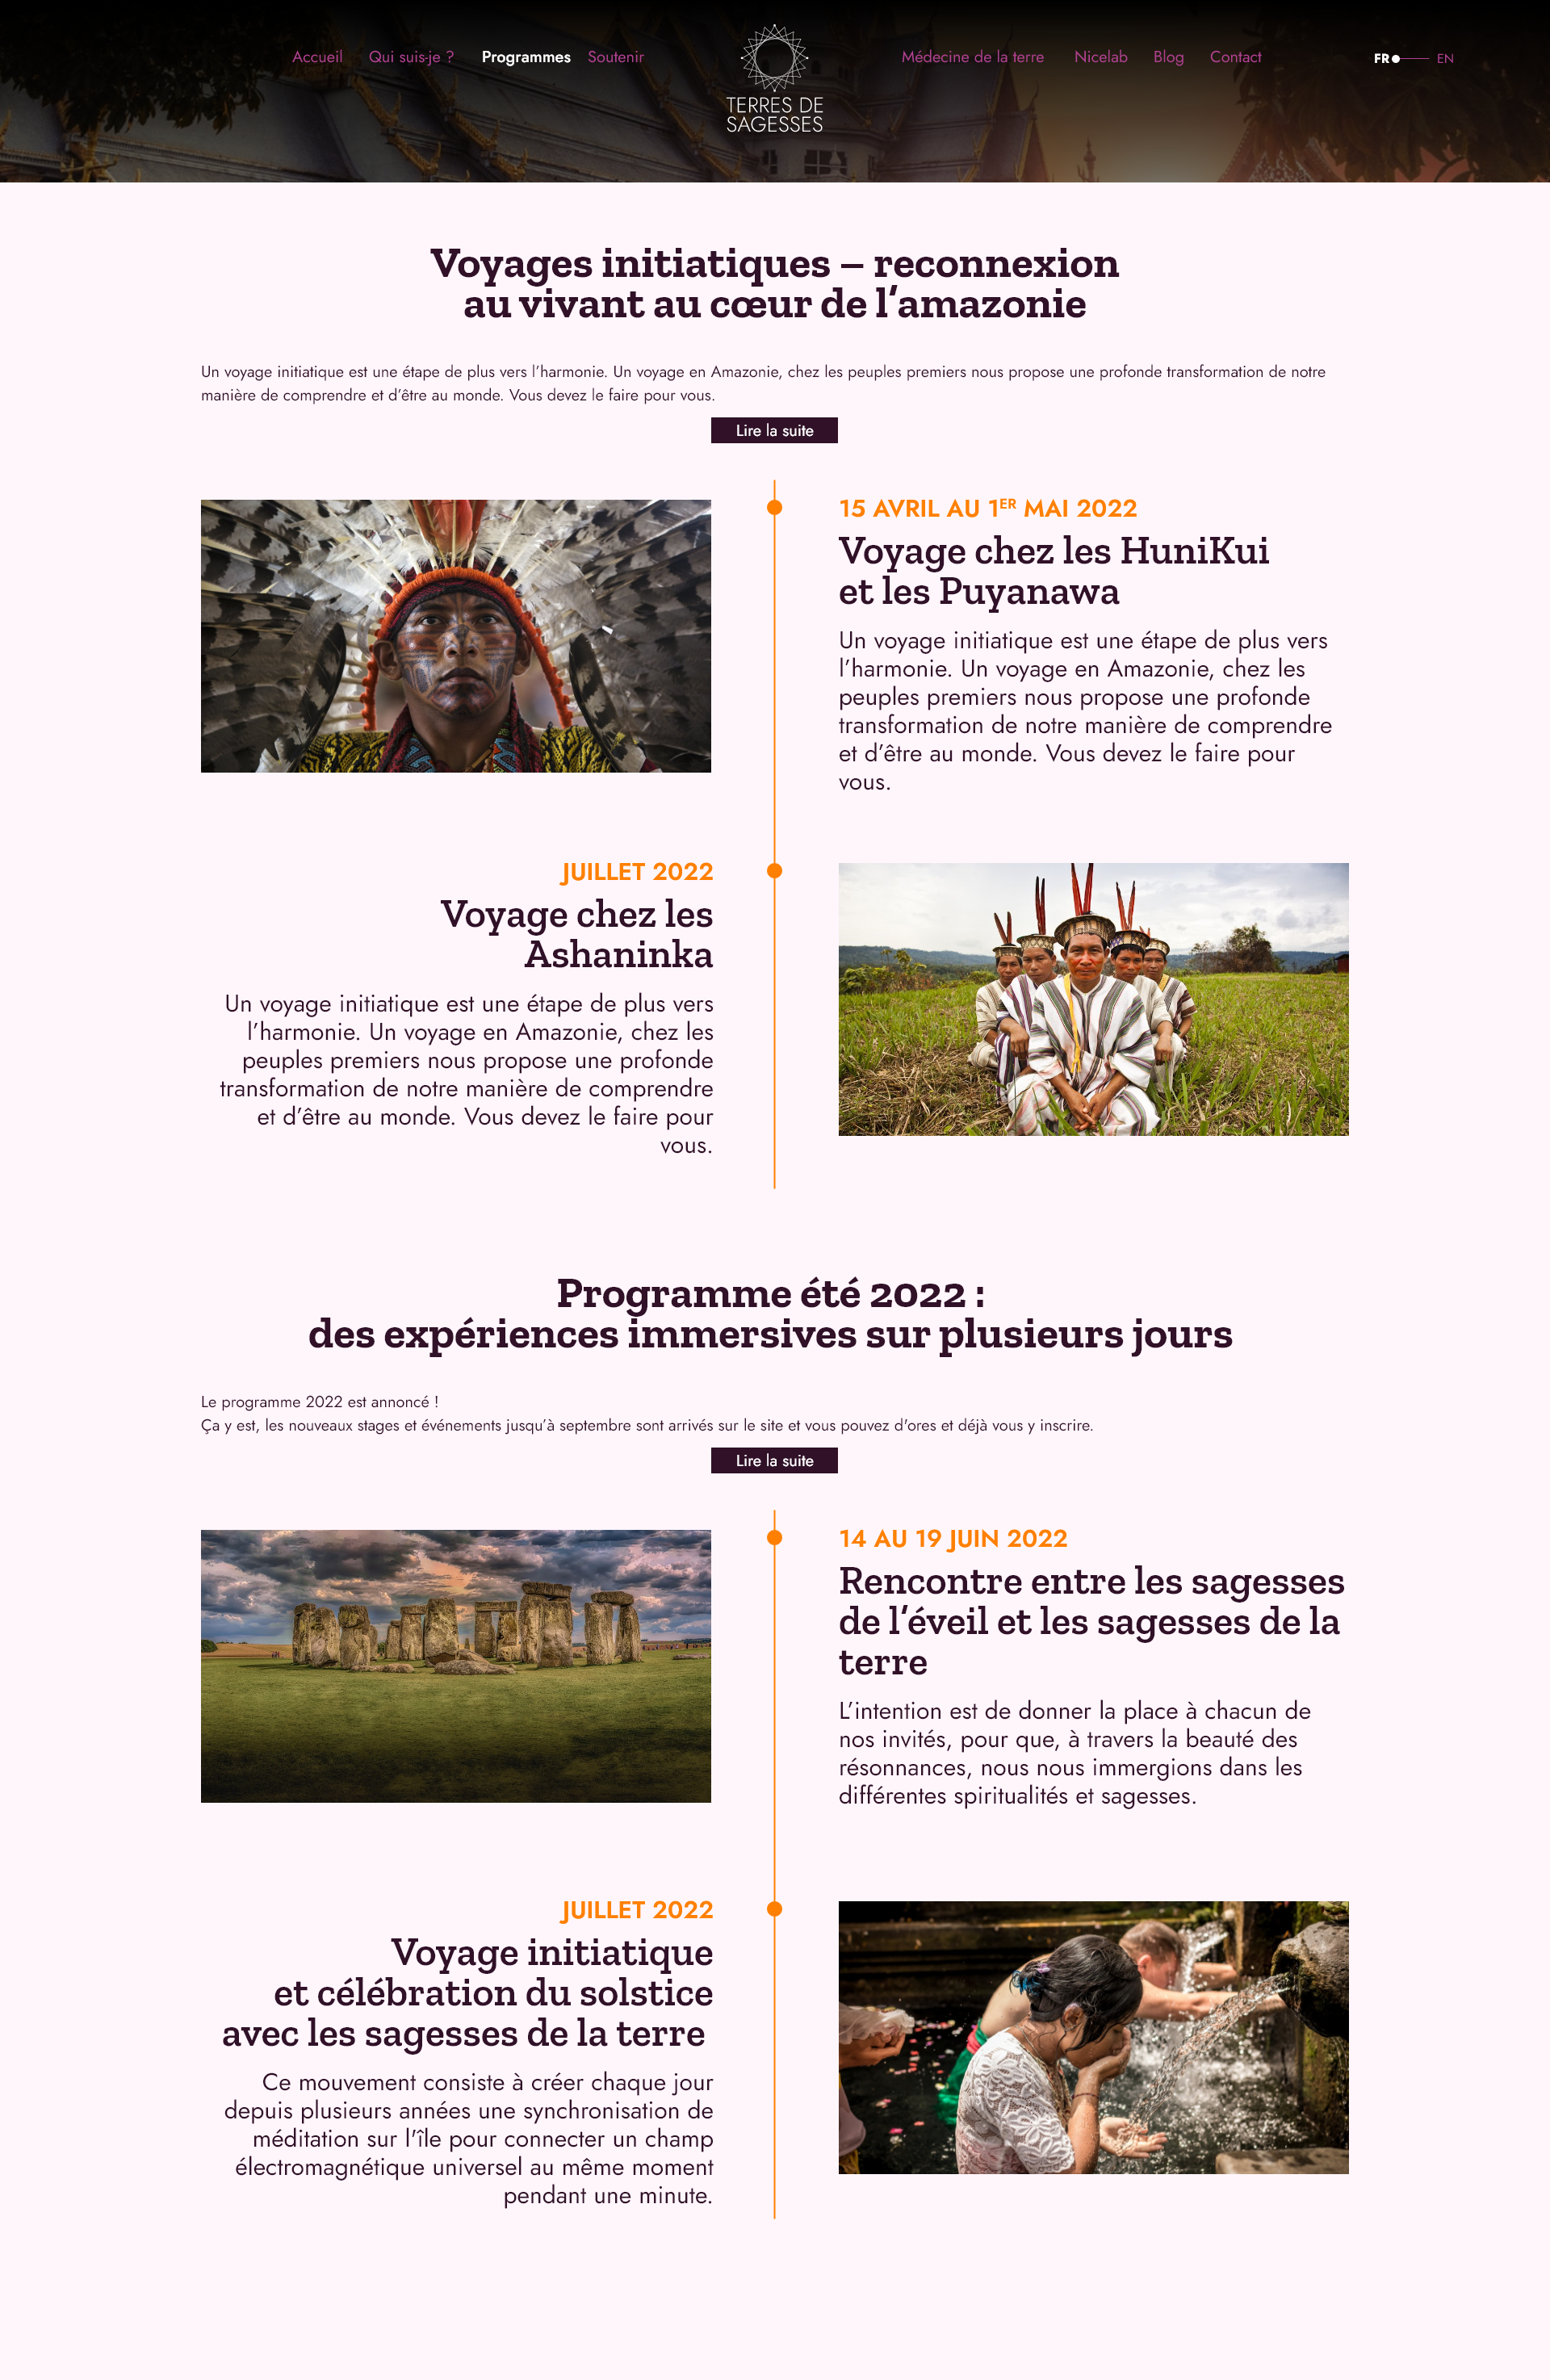 Accueil Qui suis-je ? Programmes Soutenir
TERRES DE
SAGESSES
Médecine de la terre Nicelab Blog Contact
FR EN
Voyages initiatiques – reconnexion
au vivant au cœur de l’amazonie
Un voyage initiatique est une étape de plus vers l’harmonie. Un voyage en Amazonie, chez les peuples premiers nous propose une profonde transformation de notre
manière de comprendre et d’être au monde. Vous devez le faire pour vous.
Lire la suite
15 AVRIL AU 1ER MAI 2022
Voyage chez les HuniKui
et les Puyanawa
Un voyage initiatique est une étape de plus vers
l’harmonie. Un voyage en Amazonie, chez les
peuples premiers nous propose une profonde
transformation de notre manière de comprendre
et d’être au monde. Vous devez le faire pour
vous.
JUILLET 2022
Voyage chez les
Ashaninka
Un voyage initiatique est une étape de plus vers
l’harmonie. Un voyage en Amazonie, chez les
peuples premiers nous propose une profonde
transformation de notre manière de comprendre
et d’être au monde. Vous devez le faire pour
vous.
Programme été 2022 :
des expériences immersives sur plusieurs jours
Le programme 2022 est annoncé !
Ça y est, les nouveaux stages et événements jusqu’à septembre sont arrivés sur le site et vous pouvez d'ores et déjà vous y inscrire.
Lire la suite
14 AU 19 JUIN 2022
Rencontre entre les sagesses
de l’éveil et les sagesses de la
terre
L’intention est de donner la place à chacun de
nos invités, pour que, à travers la beauté des
résonnances, nous nous immergions dans les
différentes spiritualités et sagesses.
JUILLET 2022
Voyage initiatique
et célébration du solstice
avec les sagesses de la terre
Ce mouvement consiste à créer chaque jour
depuis plusieurs années une synchronisation de
méditation sur l’île pour connecter un champ
électromagnétique universel au même moment
pendant une minute.